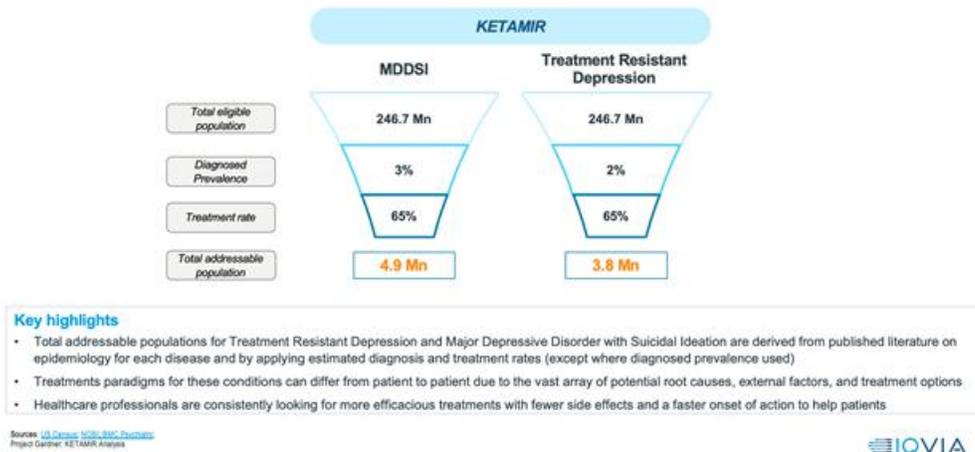 KETAMIR
MDDSI
Treatment Resistant
Depression
Total eligible
population
246.7 Mn
246.7 Mn
Diagnosed
Prevalence
3%
2%
Treatment rate
65%
65%
Total addressable
population
4.9 Mn
3.8 Mn
Key highlights
• Total addressable populations for Treatment Resistant Depression and Major Depressive Disorder with Suicidal Ideation are derived from published literature on
epidemiology for each disease and by applying estimated diagnosis and treatment rates (except where diagnosed prevalence used)
• Treatments paradigms for these conditions can differ from patient to patient due to the vast array of potential root causes, external factors, and treatment options
• Healthcare professionals are consistently looking for more efficacious treatments with fewer side effects and a faster onset of action to help patients
Sources: US Census; NCBI; BMC Psychiatry;
Project Gardner: KETAMIR Analysis
IQVIA